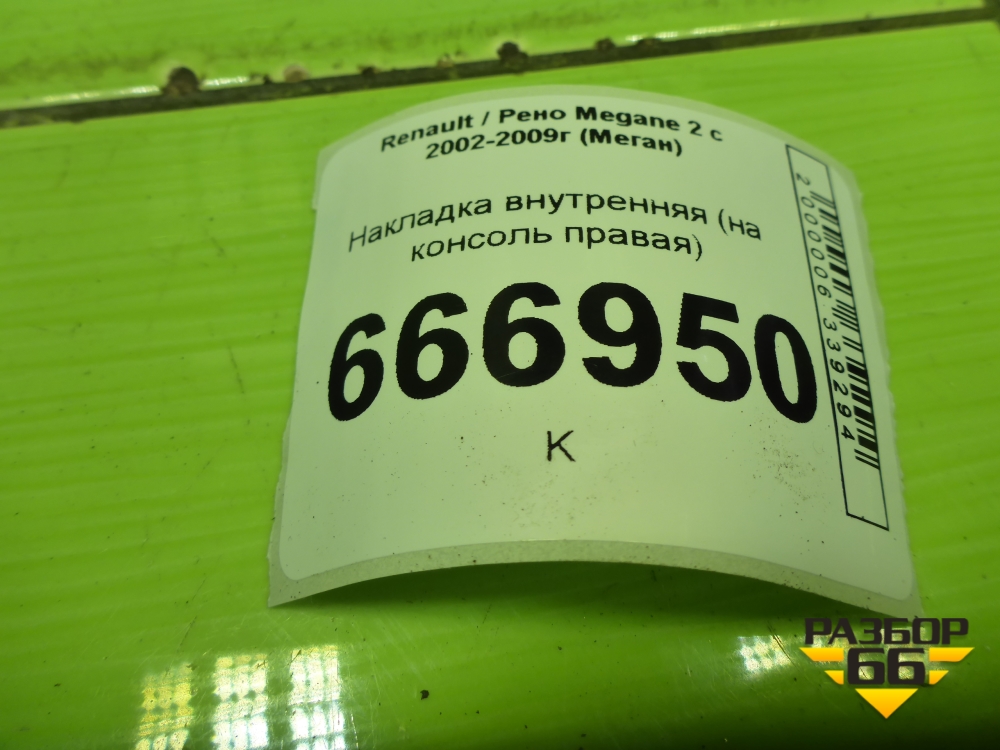 Renault / Рено Megane 2 с
2002-2009г (Меган)
Накладка внутренняя (на
консоль правая)
666950
К
2000006339294
РАЗБОР
66